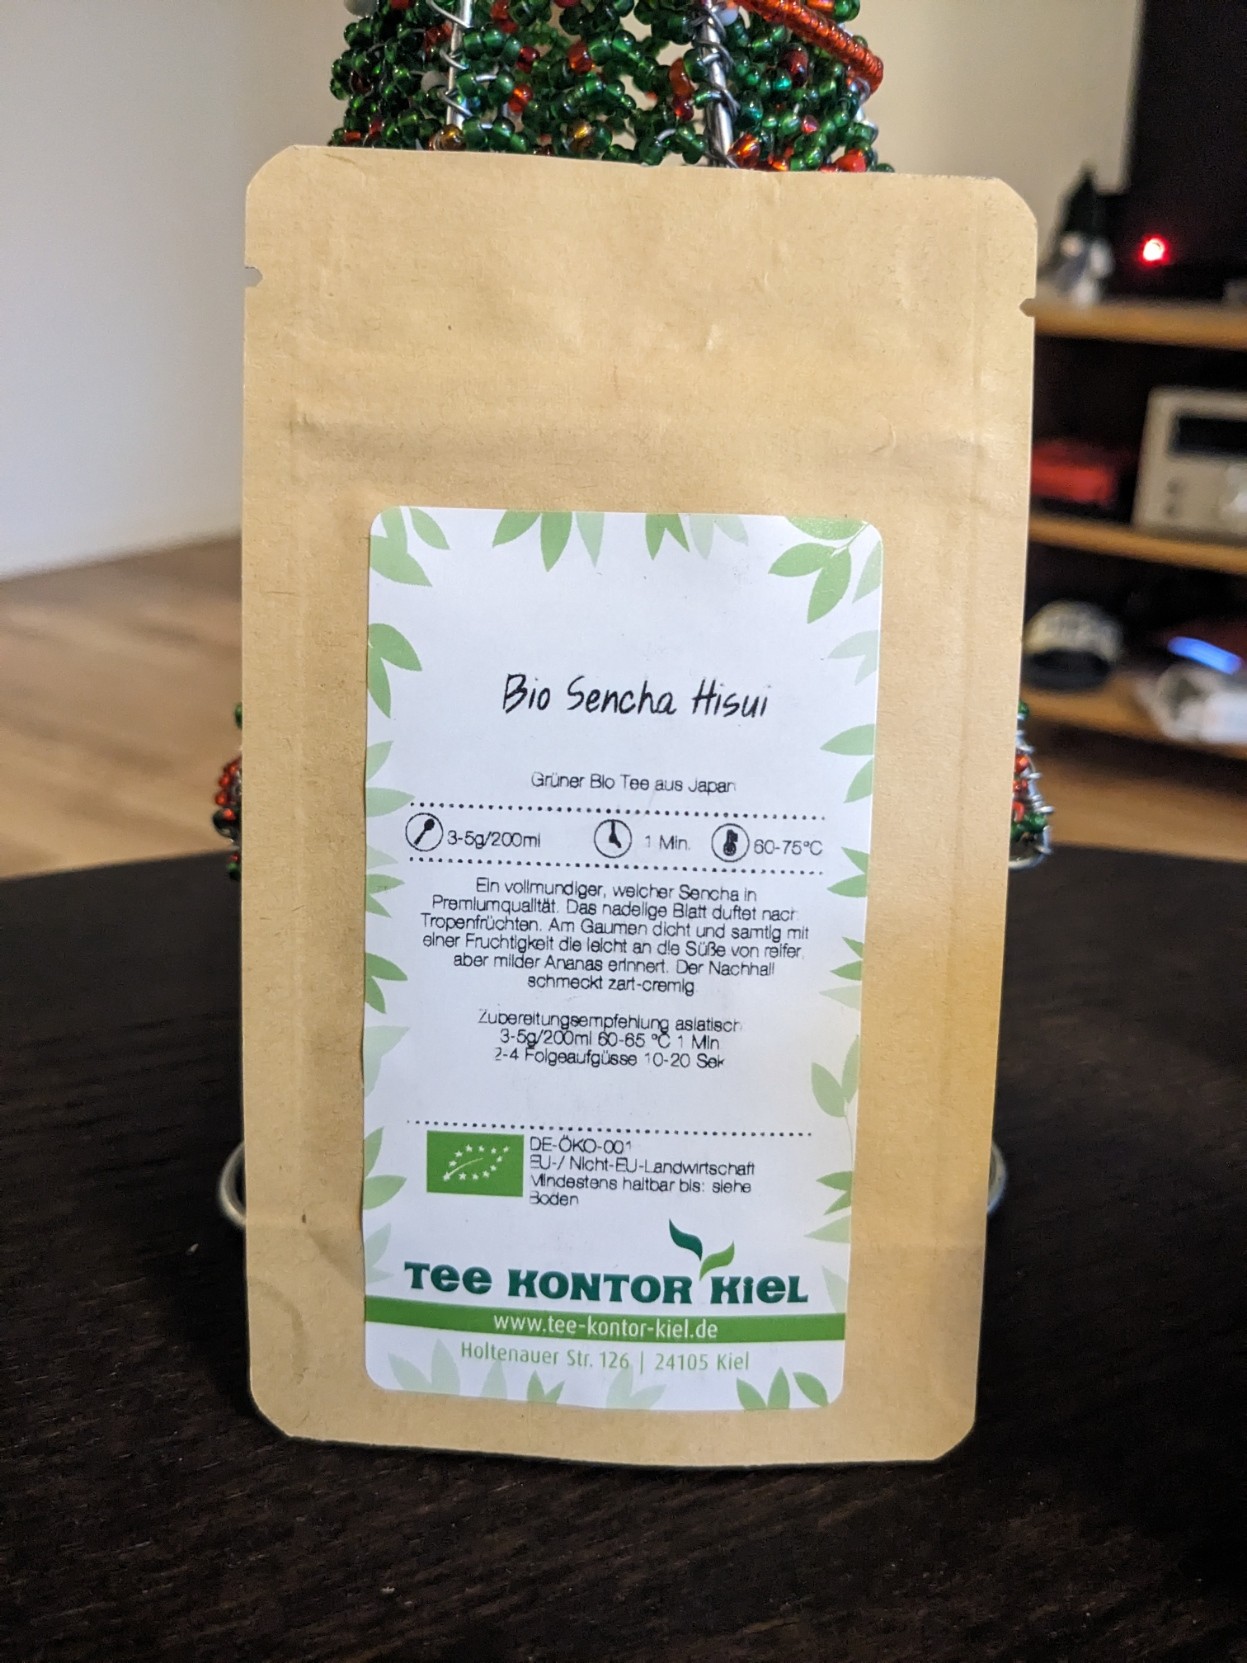 Bio Sencha Hisui
Grüner Bio Tee aus Japan
3-5g/200ml 1 Min. 60-75°C
Ein vollmundiger, weicher Sencha in
Premiumqualität. Das nadelige Blatt duftet nach
Tropenfrüchten. Am Gaumen dicht und samtig mit
einer Fruchtigkeit die leicht an die Süße von reifer,
aber milder Ananas erinnert. Der Nachhall
schmeckt zart-cremig.
Zubereitungsempfehlung asiatisch:
3-5g/200ml 60-65 °C 1 Min
2-4 Folgeaufgüsse 10-20 Sek
DE-ÖKO-001
EU-/ Nicht-EU-Landwirtschaft
Mindestens haltbar bis: siehe
Boden
TEE KONTOR KIEL
www.tee-kontor-kiel.de
Holtenauer Str. 126 | 24105 Kiel